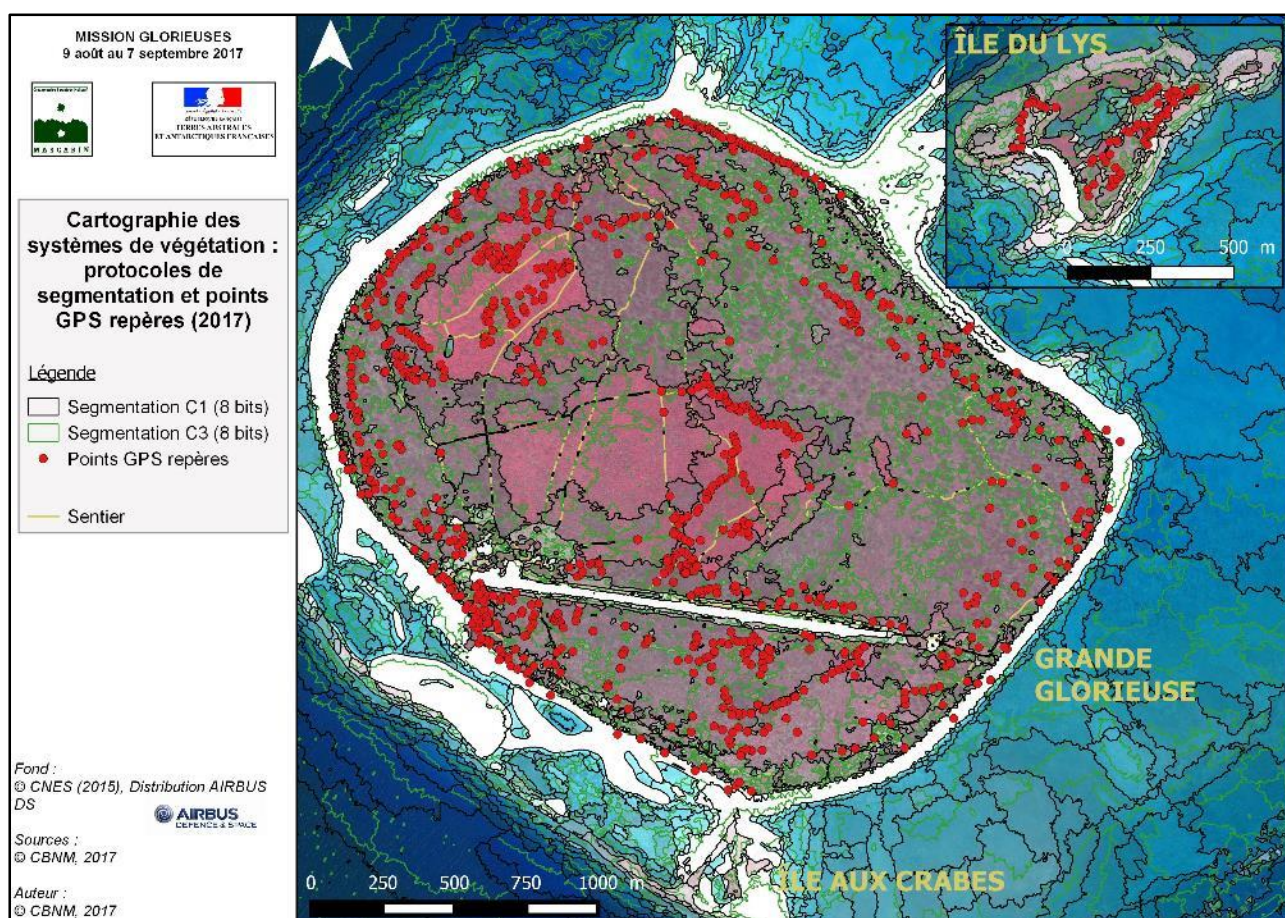 MISSION GLORIEUSES
9 août au 7 septembre 2017
MASCARIN
TERRES AUSTRALES
ET ANTARCTIQUES FRANÇAISES
Cartographie des
systèmes de végétation :
protocoles de
segmentation et points
GPS repères (2017)
Légende
Segmentation C1 (8 bits)
Segmentation C3 (8 bits)
Points GPS repères
Sentier
Fond :
© CNES (2015), Distribution AIRBUS
DS
AIRBUS
DEFENCE & SPACE
Sources :
© CBNM, 2017
Auteur :
© CBNM, 2017
ÎLE DU LYS
0 250 500 m
GRANDE
GLORIEUSE
ÎLE AUX CRABES
0 250 500 1000 m